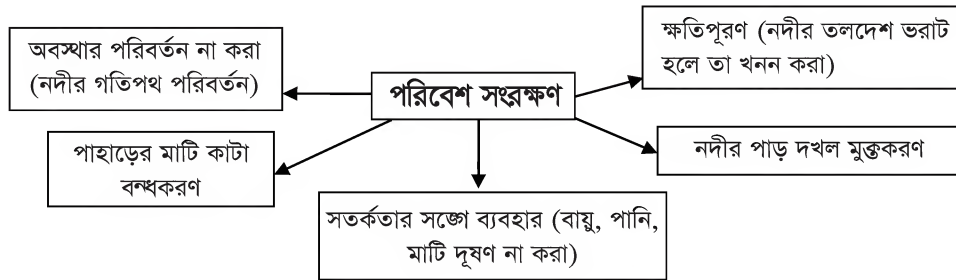 অবস্থার পরিবর্তন না করা
(নদীর গতিপথ পরিবর্তন)
ক্ষতিপূরণ (নদীর তলদেশ ভরাট
হলে তা খনন করা)
পরিবেশ সংরক্ষণ
পাহাড়ের মাটি কাটা
বন্ধকরণ
নদীর পাড় দখল মুক্তকরণ
সতর্কতার সঙ্গে ব্যবহার (বায়ু, পানি,
মাটি দূষণ না করা)